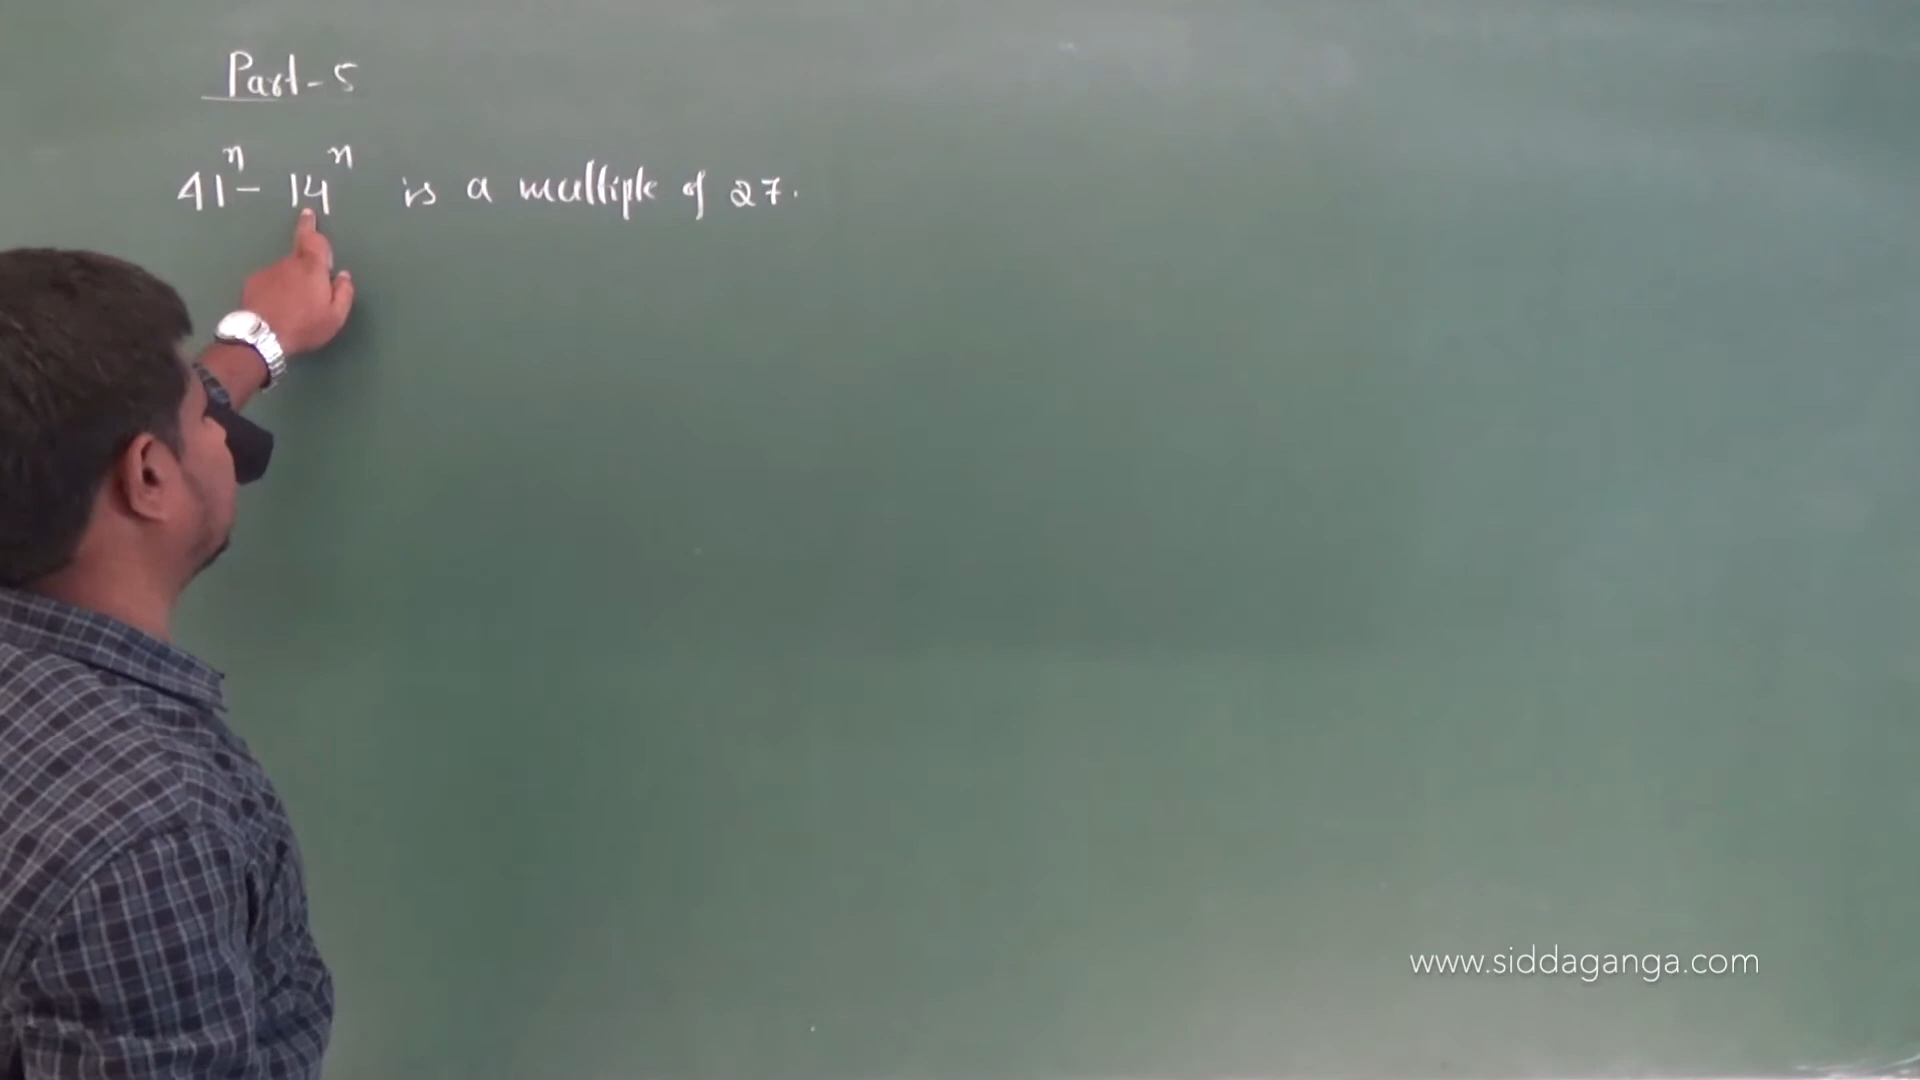 Part-5
41ⁿ - 14ⁿ is a multiple of 27.
www.siddaganga.com